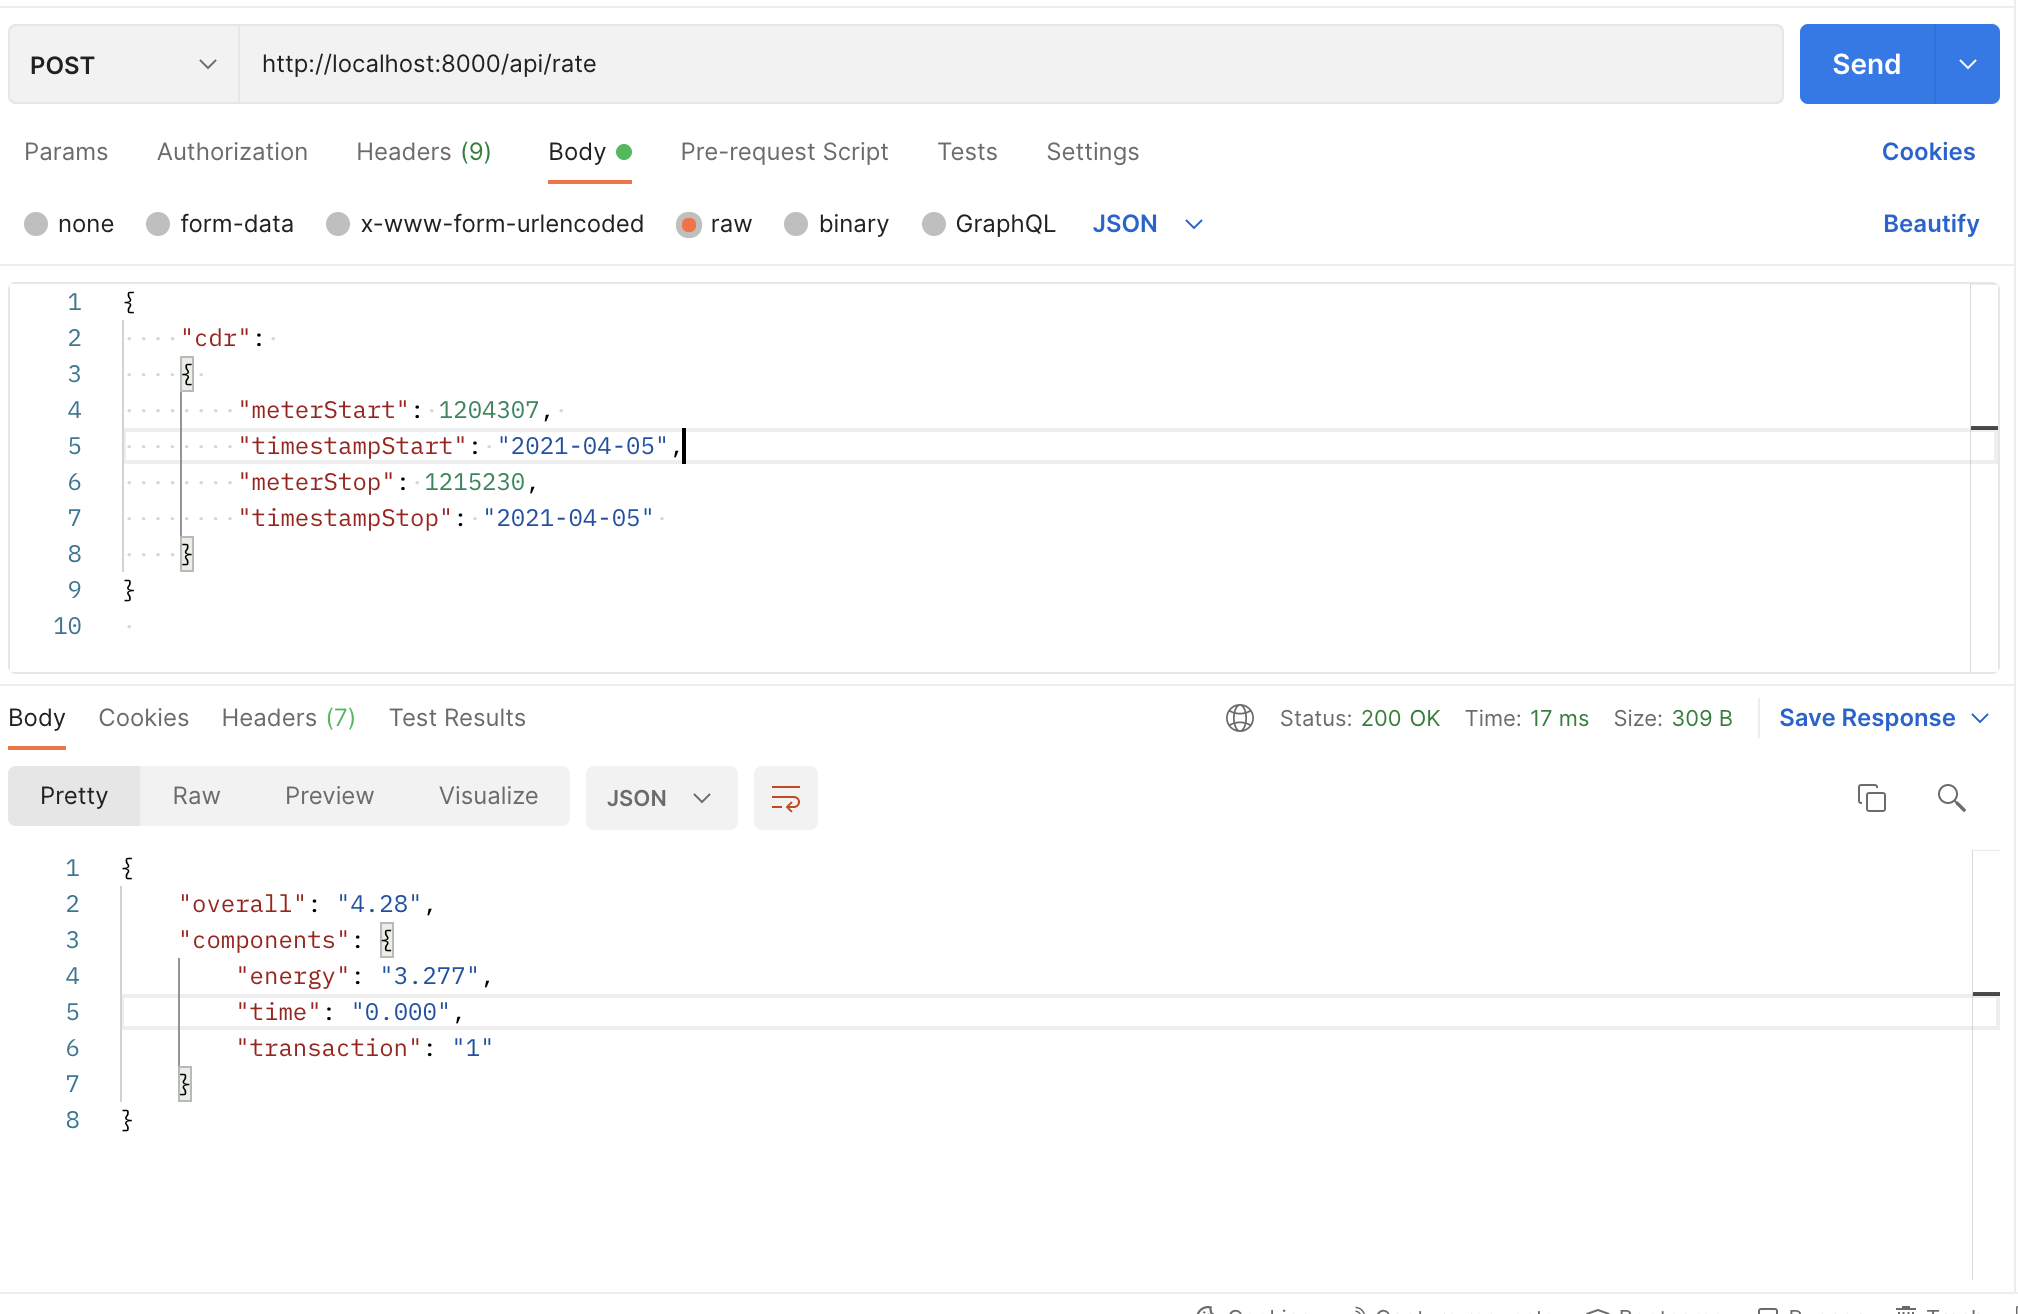 POST http://localhost:8000/api/rate Send
Params Authorization Headers (9) Body Pre-request Script Tests Settings Cookies
none form-data x-www-form-urlencoded raw binary GraphQL JSON Beautify
1 {
2 "cdr":
3 {
4 "meterStart": 1204307,
5 "timestampStart": "2021-04-05",
6 "meterStop": 1215230,
7 "timestampStop": "2021-04-05"
8 }
9 }
10
Body Cookies Headers (7) Test Results Status: 200 OK Time: 17 ms Size: 309 B Save Response
Pretty Raw Preview Visualize JSON
1 {
2 "overall": "4.28",
3 "components": {
4 "energy": "3.277",
5 "time": "0.000",
6 "transaction": "1"
7 }
8 }